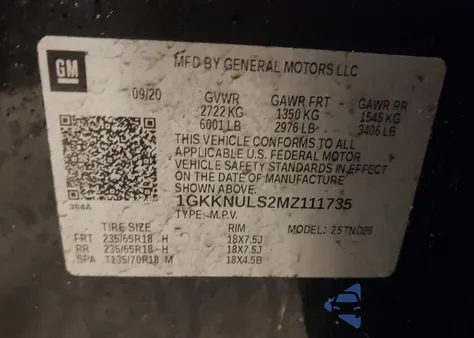 GM
MFD BY GENERAL MOTORS LLC
09/20 GVWR GAWR FRT GAWR RR
2722 KG 1350 KG 1545 KG
6001 LB 2976 LB 3406 LB
THIS VEHICLE CONFORMS TO ALL
APPLICABLE U.S. FEDERAL MOTOR
VEHICLE SAFETY STANDARDS IN EFFECT
ON THE DATE OF MANUFACTURE
SHOWN ABOVE.
384A
1GKKNULS2MZ111735
TYPE: M.P.V. MODEL:
TIRE SIZE RIM
FRT 235/65R18 H 18X7.5J
RR 235/65R18 H 18X7.5J
SPA T135/70R18 M 18X4.5B